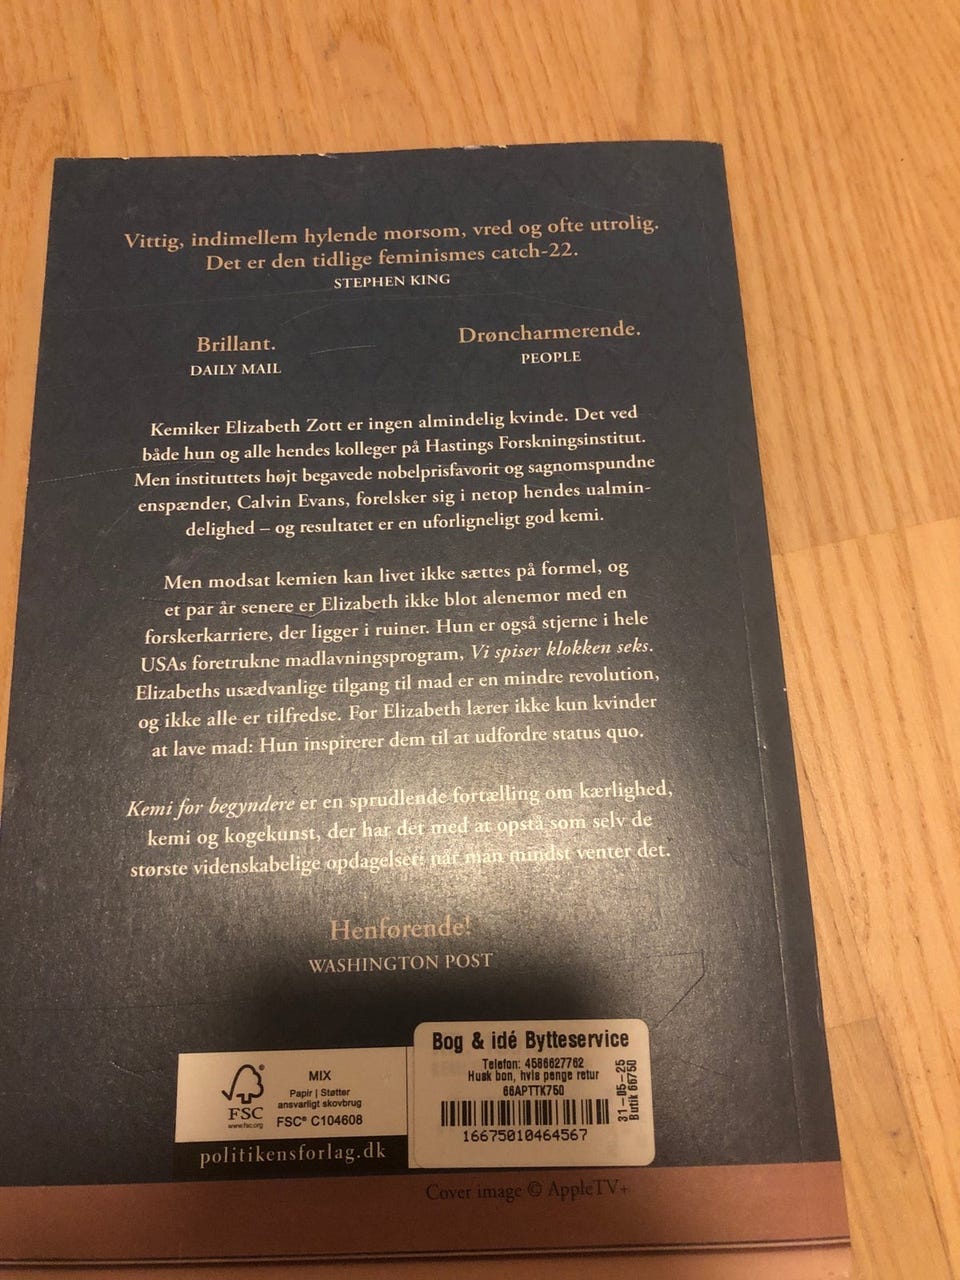 Vittig, indimellem hylende morsom, vred og ofte utrolig.
Det er den tidlige feminismes catch-22.
STEPHEN KING
Brillant.
DAILY MAIL
Drøncharmerende.
PEOPLE
Kemiker Elizabeth Zott er ingen almindelig kvinde. Det ved
både hun og alle hendes kolleger på Hastings Forskningsinstitut.
Men instituttets højt begavede nobelprisfavorit og sagnomspundne
enspænder, Calvin Evans, forelsker sig i netop hendes ualmin-
delighed – og resultatet er en uforligneligt god kemi.
Men modsat kemien kan livet ikke sættes på formel, og
et par år senere er Elizabeth ikke blot alenemor med en
forskerkarriere, der ligger i ruiner. Hun er også stjerne i hele
USAs foretrukne madlavningsprogram, Vi spiser klokken seks.
Elizabeths usædvanlige tilgang til mad er en mindre revolution,
og ikke alle er tilfredse. For Elizabeth lærer ikke kun kvinder
at lave mad: Hun inspirerer dem til at udfordre status quo.
Kemi for begyndere er en sprudlende fortælling om kærlighed,
kemi og kogekunst, der har det med at opstå som selv de
største videnskabelige opdagelser: når man mindst venter det.
Henførende!
WASHINGTON POST
FSC
www.fsc.org
MIX
Papir | Støtter
ansvarligt skovbrug
FSC® C104608
politikensforlag.dk
Bog & idé Bytteservice
Telefon: 4586627762
Husk bon, hvis penge retur
66APTTK750
16675010464567
31-05-25
Butik 66750
Cover image © AppleTV+